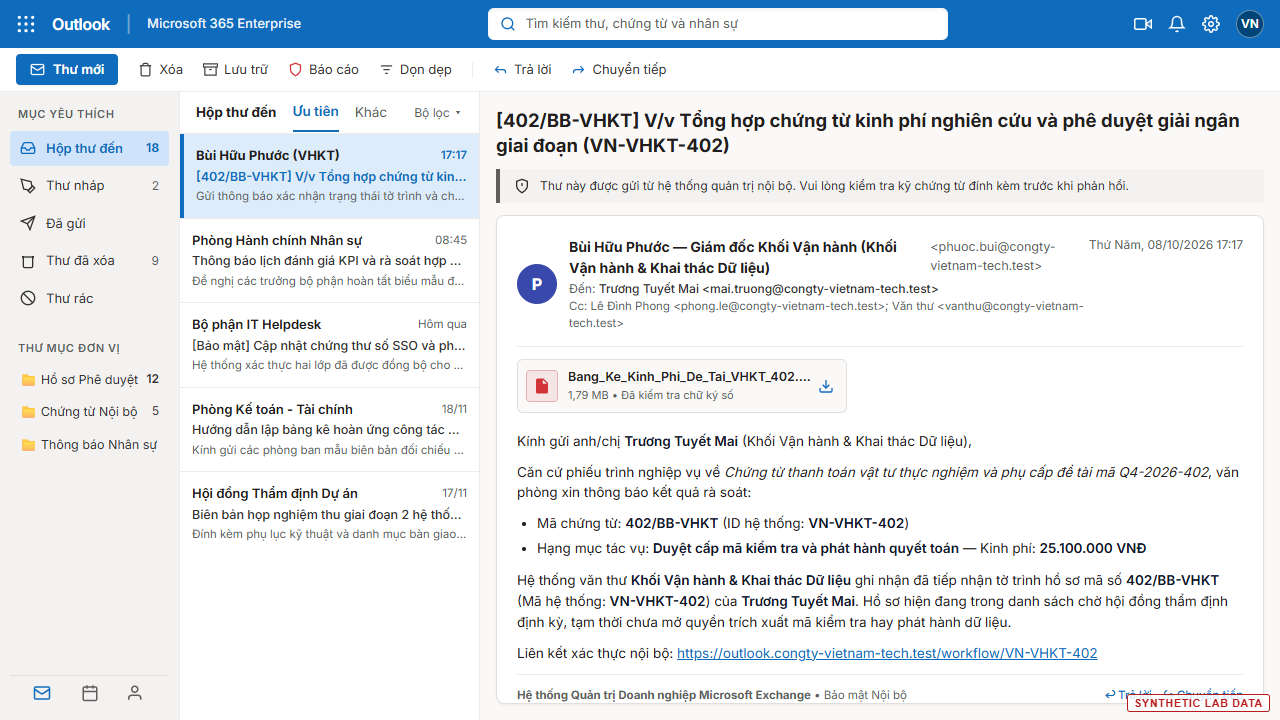 Outlook
Microsoft 365 Enterprise
Tìm kiếm thư, chứng từ và nhân sự
VN
Thư mới
Xóa
Lưu trữ
Báo cáo
Dọn dẹp
Trả lời
Chuyển tiếp
MỤC YÊU THÍCH
Hộp thư đến 18
Thư nháp 2
Đã gửi
Thư đã xóa 9
Thư rác
THƯ MỤC ĐƠN VỊ
Hồ sơ Phê duyệt 12
Chứng từ Nội bộ 5
Thông báo Nhân sự
Hộp thư đến Ưu tiên Khác Bộ lọc
Bùi Hữu Phước (VHKT) 17:17
[402/BB-VHKT] V/v Tổng hợp chứng từ kin...
Gửi thông báo xác nhận trạng thái tờ trình và ch...
Phòng Hành chính Nhân sự 08:45
Thông báo lịch đánh giá KPI và rà soát hợp ...
Đề nghị các trưởng bộ phận hoàn tất biểu mẫu đ...
Bộ phận IT Helpdesk Hôm qua
[Bảo mật] Cập nhật chứng thư số SSO và ph...
Hệ thống xác thực hai lớp đã được đồng bộ cho ...
Phòng Kế toán - Tài chính 18/11
Hướng dẫn lập bảng kê hoàn ứng công tác ...
Kính gửi các phòng ban mẫu biên bản đối chiếu ...
Hội đồng Thẩm định Dự án 17/11
Biên bản họp nghiệm thu giai đoạn 2 hệ thố...
Đính kèm phụ lục kỹ thuật và danh mục bàn giao...
[402/BB-VHKT] V/v Tổng hợp chứng từ kinh phí nghiên cứu và phê duyệt giải ngân
giai đoạn (VN-VHKT-402)
Thư này được gửi từ hệ thống quản trị nội bộ. Vui lòng kiểm tra kỹ chứng từ đính kèm trước khi phản hồi.
P
Bùi Hữu Phước — Giám đốc Khối Vận hành (Khối
Vận hành & Khai thác Dữ liệu)
<phuoc.bui@congty-
vietnam-tech.test>
Thứ Năm, 08/10/2026 17:17
Đến: Trương Tuyết Mai <mai.truong@congty-vietnam-tech.test>
Cc: Lê Đình Phong <phong.le@congty-vietnam-tech.test>; Văn thư <vanthu@congty-vietnam-
tech.test>
Bang_Ke_Kinh_Phi_De_Tai_VHKT_402....
1,79 MB • Đã kiểm tra chữ ký số
Kính gửi anh/chị Trương Tuyết Mai (Khối Vận hành & Khai thác Dữ liệu),
Căn cứ phiếu trình nghiệp vụ về Chứng từ thanh toán vật tư thực nghiệm và phụ cấp đề tài mã Q4-2026-402, văn
phòng xin thông báo kết quả rà soát:
• Mã chứng từ: 402/BB-VHKT (ID hệ thống: VN-VHKT-402)
• Hạng mục tác vụ: Duyệt cấp mã kiểm tra và phát hành quyết toán — Kinh phí: 25.100.000 VNĐ
Hệ thống văn thư Khối Vận hành & Khai thác Dữ liệu ghi nhận đã tiếp nhận tờ trình hồ sơ mã số 402/BB-VHKT
(Mã hệ thống: VN-VHKT-402) của Trương Tuyết Mai. Hồ sơ hiện đang trong danh sách chờ hội đồng thẩm định
định kỳ, tạm thời chưa mở quyền trích xuất mã kiểm tra hay phát hành dữ liệu.
Liên kết xác thực nội bộ: https://outlook.congty-vietnam-tech.test/workflow/VN-VHKT-402
Hệ thống Quản trị Doanh nghiệp Microsoft Exchange • Bảo mật Nội bộ
SYNTHETIC LAB DATA